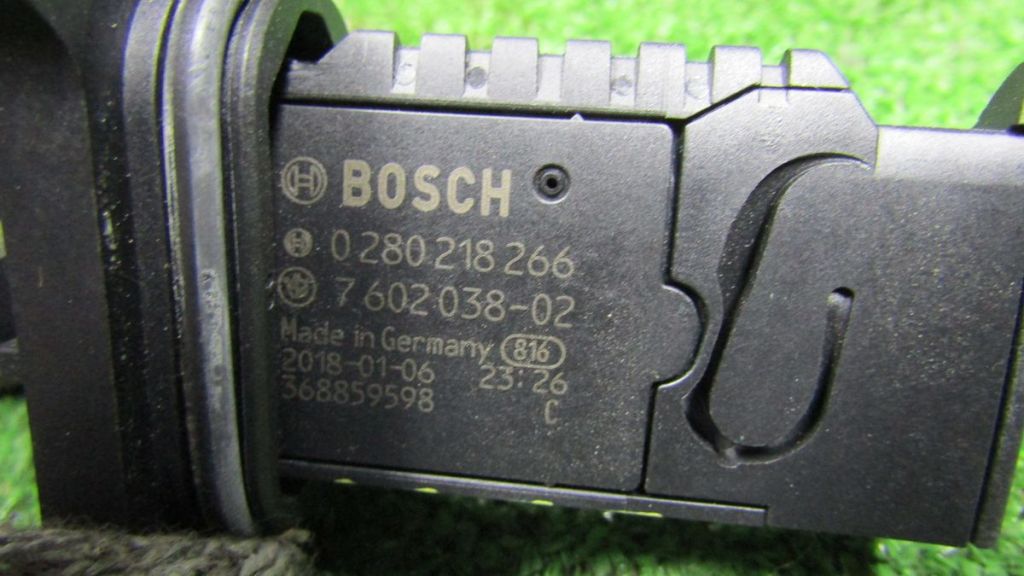 BOSCH
0 280 218 266
7 602 038-02
Made in Germany 816
2018-01-06 23:26
368859598 C